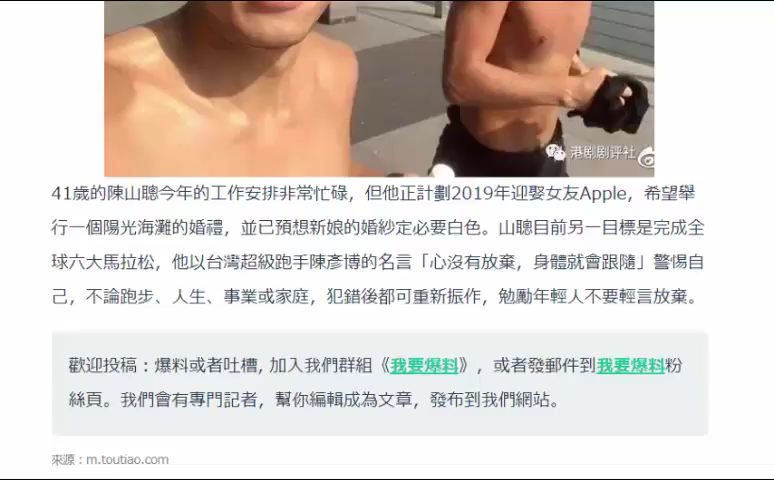 港剧剧评社
41歲的陳山聰今年的工作安排非常忙碌，但他正計劃2019年迎娶女友Apple，希望舉
行一個陽光海灘的婚禮，並已預想新娘的婚紗定必要白色。山聰目前另一目標是完成全
球六大馬拉松，他以台灣超級跑手陳彥博的名言「心沒有放棄，身體就會跟隨」警惕自
己，不論跑步、人生、事業或家庭，犯錯後都可重新振作，勉勵年輕人不要輕言放棄。
歡迎投稿：爆料或者吐槽, 加入我們群組《我要爆料》，或者發郵件到我要爆料粉
絲頁。我們會有專門記者，幫你編輯成為文章，發布到我們網站。
來源：m.toutiao.com